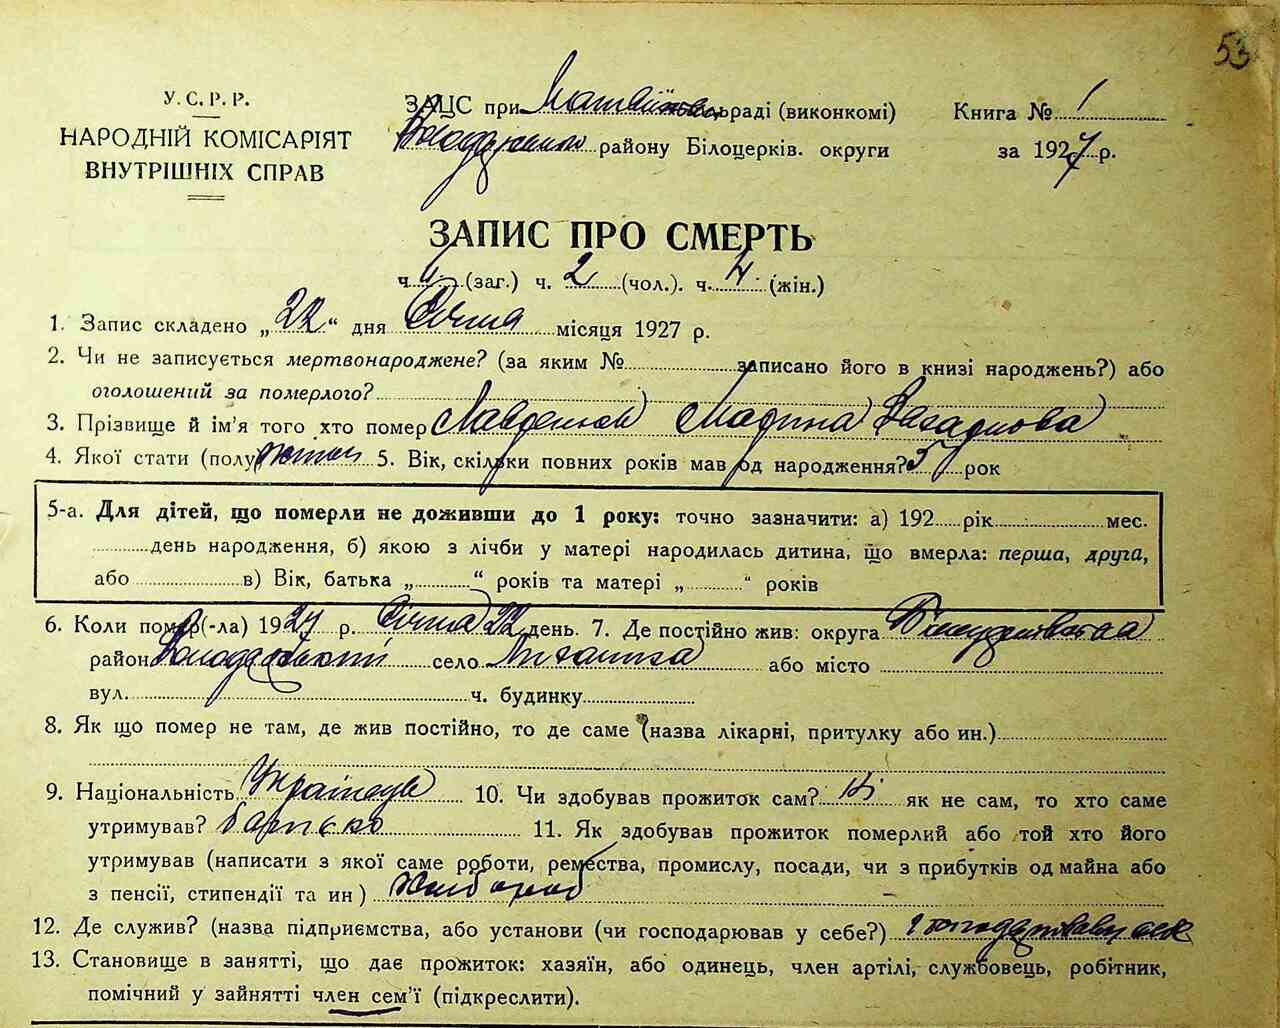 53
У. С. Р. Р.
НАРОДНІЙ КОМІСАРІЯТ
ВНУТРІШНІХ СПРАВ
ЗАЦС при раді (виконкомі)
району Білоцерків. округи
Книга № 1
за 1927 р.
ЗАПИС ПРО СМЕРТЬ
ч. (заг.) ч. 2 (чол.). ч. 4 (жін.)
1. Запис складено „22“ дня Січня місяця 1927 р.
2. Чи не записується мертвонароджене? (за яким № записано його в книзі народжень?) або
оголошений за померлого?
3. Прізвище й ім'я того хто помер Марина
4. Якої стати (полу) 5. Вік, скільки повних років мав од народження? 5 рок
5-а. Для дітей, що померли не доживши до 1 року: точно зазначити: а) 192 рік мес.
день народження, б) якою з лічби у матері народилась дитина, що вмерла: перша, друга,
або в) Вік, батька „ “ років та матері „ “ років
6. Коли помер(-ла) 1927 р. Січня 22 день. 7. Де постійно жив: округа Білоцерківська
район Володарський село або місто
вул. ч. будинку
8. Як що помер не там, де жив постійно, то де саме (назва лікарні, притулку або ин.)
9. Національність 10. Чи здобував прожиток сам? Ні як не сам, то хто саме
утримував? батько 11. Як здобував прожиток померлий або той хто його
утримував (написати з якої саме роботи, ремества, промислу, посади, чи з прибутків од майна або
з пенсії, стипендії та ин ) хлібороб
12. Де служив? (назва підприємства, або установи (чи господарював у себе?)
13. Становище в занятті, що дає прожиток: хазяїн, або одинець, член артілі, службовець, робітник,
помічний у зайнятті член сем'ї (підкреслити).